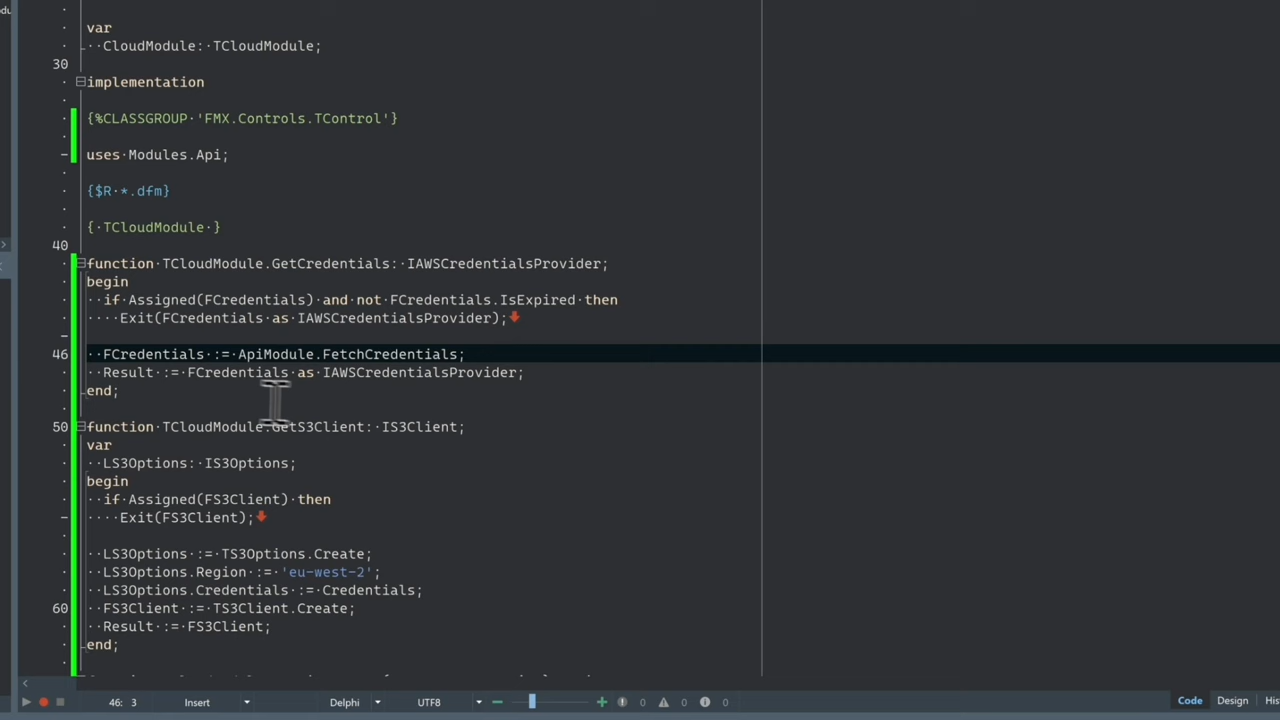 var
CloudModule: TCloudModule;
30
implementation
{%CLASSGROUP 'FMX.Controls.TControl'}
uses Modules.Api;
{$R *.dfm}
{ TCloudModule }
40
function TCloudModule.GetCredentials: IAWSCredentialsProvider;
begin
if Assigned(FCredentials) and not FCredentials.IsExpired then
Exit(FCredentials as IAWSCredentialsProvider);
46 FCredentials := ApiModule.FetchCredentials;
Result := FCredentials as IAWSCredentialsProvider;
end;
50 function TCloudModule.GetS3Client: IS3Client;
var
LS3Options: IS3Options;
begin
if Assigned(FS3Client) then
Exit(FS3Client);
LS3Options := TS3Options.Create;
LS3Options.Region := 'eu-west-2';
LS3Options.Credentials := Credentials;
60 FS3Client := TS3Client.Create;
Result := FS3Client;
end;
46: 3 Insert Delphi UTF8 0 0 0 Code Design His